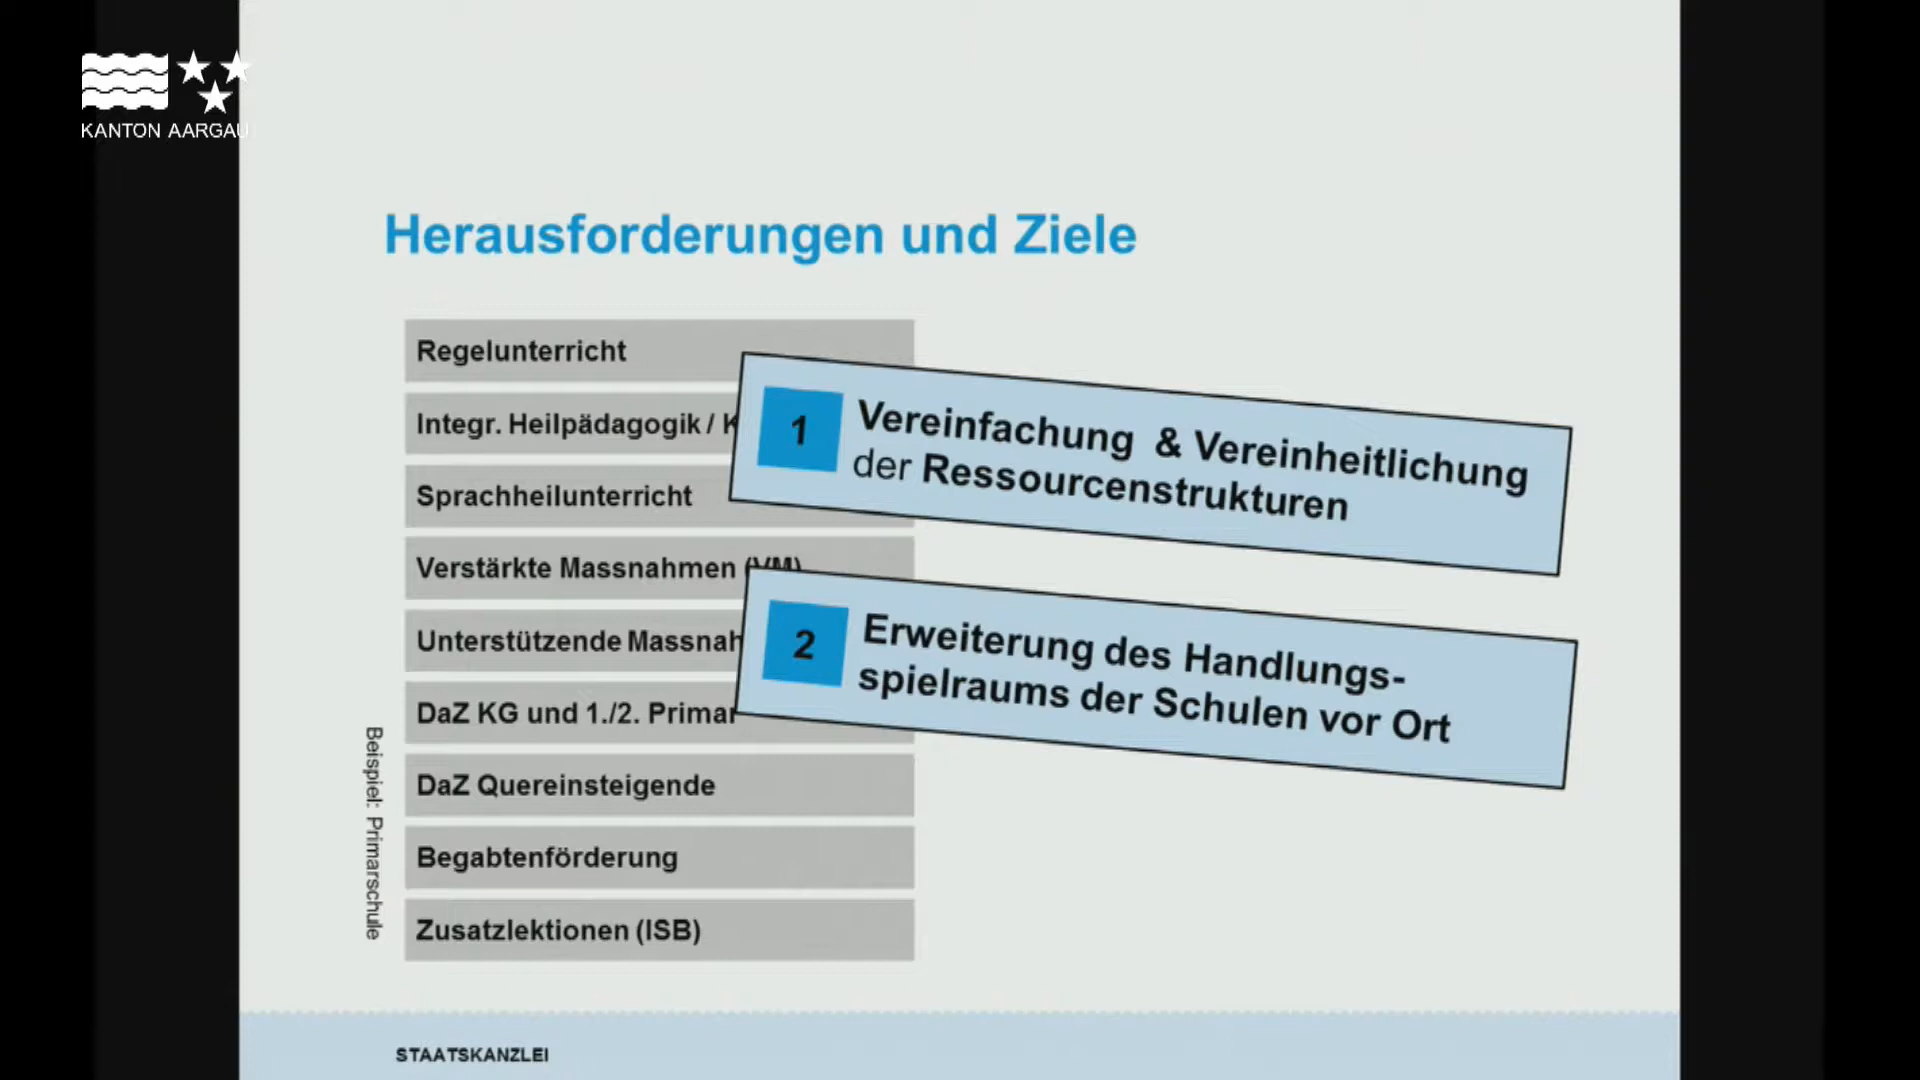 KANTON AARGAU
Herausforderungen und Ziele
Regelunterricht
Integr. Heilpädagogik /
Sprachheilunterricht
Verstärkte Massnahmen (VM)
Unterstützende
DaZ KG und 1./2. Primar
DaZ Quereinsteigende
Begabtenförderung
Zusatzlektionen (ISB)
Beispiel: Primarschule
1
Vereinfachung & Vereinheitlichung
der Ressourcenstrukturen
2
Erweiterung des Handlungs-
spielraums der Schulen vor Ort
STAATSKANZLEI